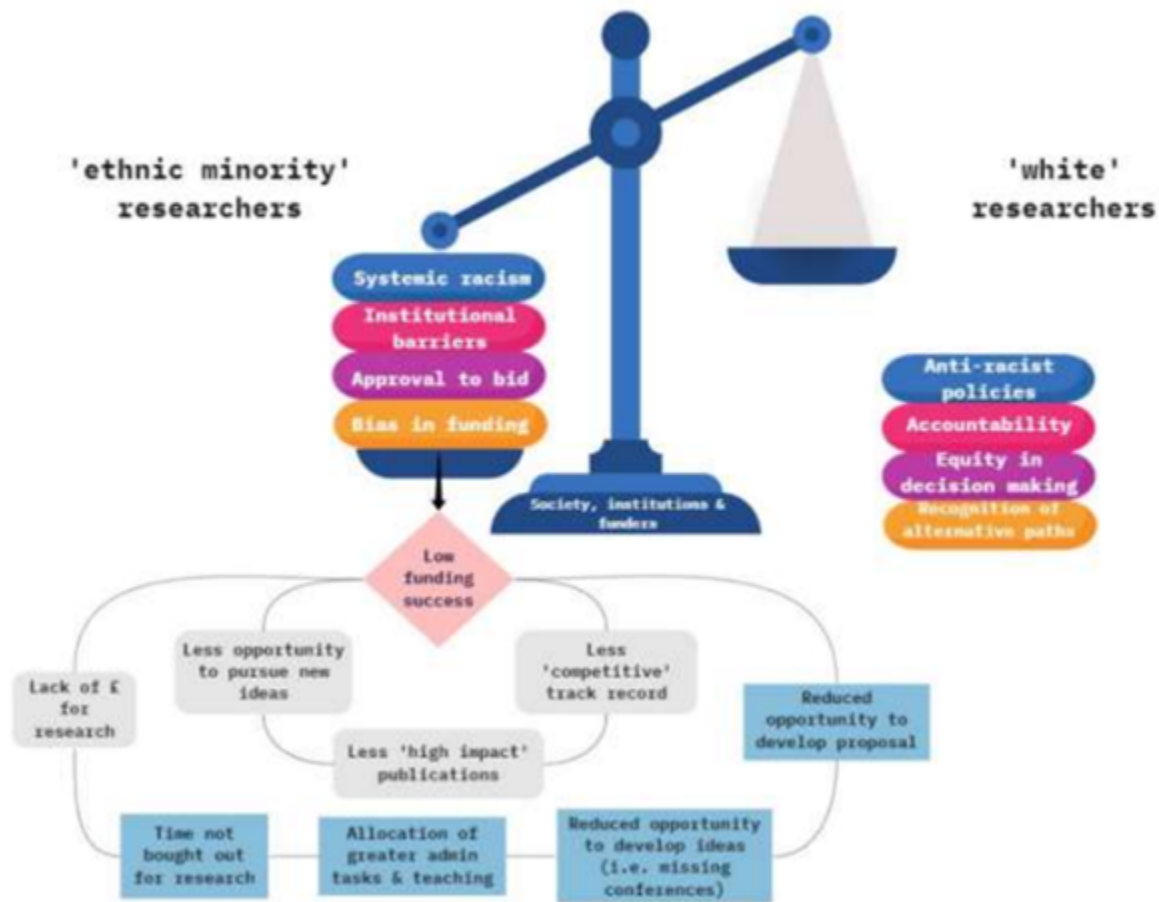 'ethnic minority'
researchers
'white'
researchers
Systemic racism
Institutional
barriers
Approval to bid
Bias in funding
Anti-racist
policies
Accountability
Equity in
decision making
Recognition of
alternative paths
Society, institutions &
funders
Low
funding
success
Less opportunity
to pursue new
ideas
Less
'competitive'
track record
Lack of £
for
research
Reduced
opportunity to
develop proposal
Less 'high impact'
publications
Time not
bought out
for research
Allocation of
greater admin
tasks & teaching
Reduced opportunity
to develop ideas
(i.e. missing
conferences)